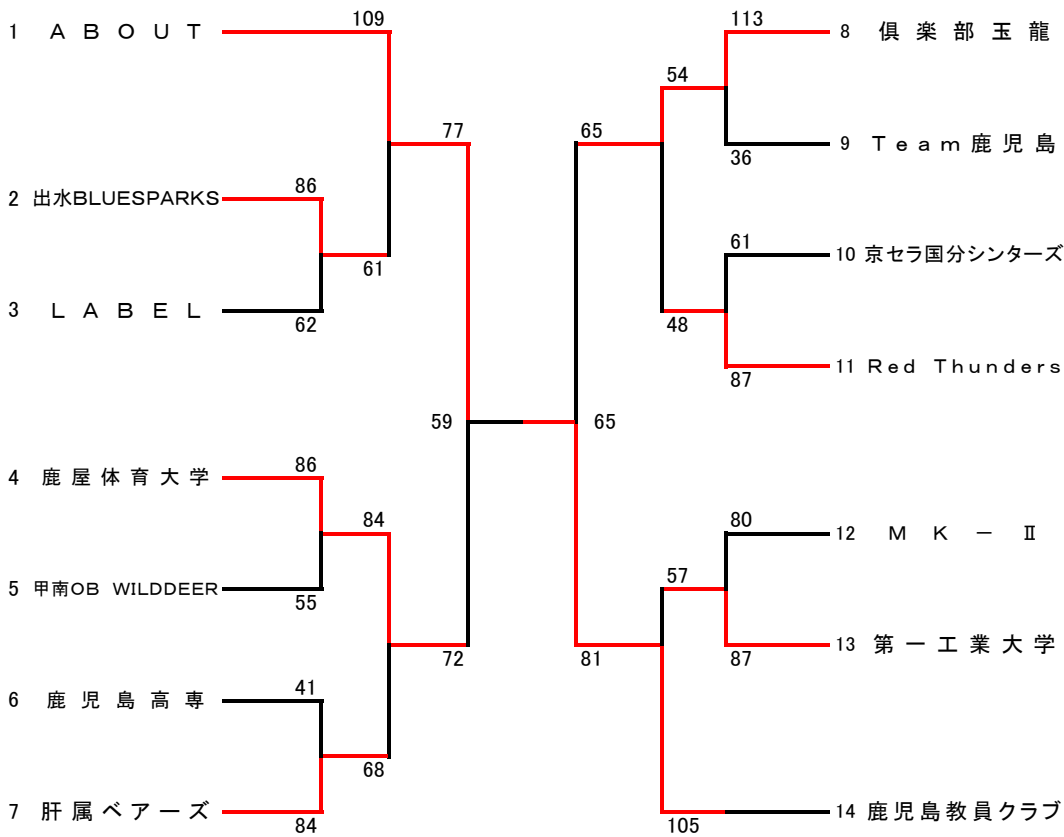 109
1 ＡＢＯＵＴ
77
2 出水BLUESPARKS
86
61
3 ＬＡＢＥＬ
62
59
4 鹿屋体育大学
86
84
5 甲南OB WILDDEER
55
72
6 鹿児島高専
41
68
7 肝属ベアーズ
84
113
8 倶楽部玉龍
54
65
9 Ｔｅａｍ鹿児島
36
61
10 京セラ国分シンターズ
48
11 Red Thunders
87
65
80
12 ＭＫ－Ⅱ
57
13 第一工業大学
87
81
14 鹿児島教員クラブ
105